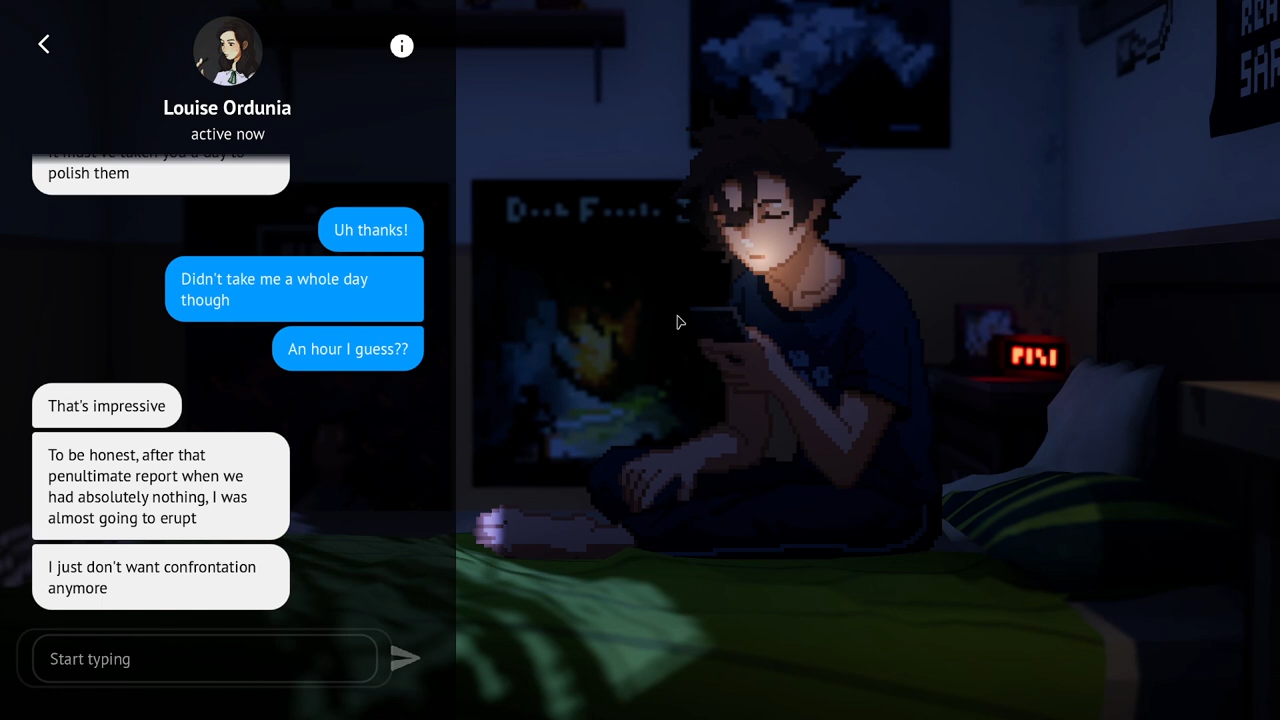 Louise Ordunia
active now
polish them
Uh thanks!
Didn't take me a whole day
though
An hour I guess??
That's impressive
To be honest, after that
penultimate report when we
had absolutely nothing, I was
almost going to erupt
I just don't want confrontation
anymore
Start typing